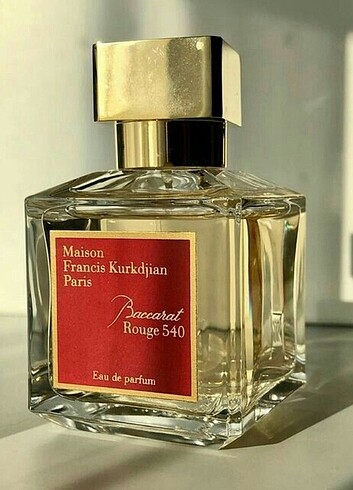 Maison
Francis Kurkdjian
Paris
Baccarat
Rouge 540
Eau de parfum